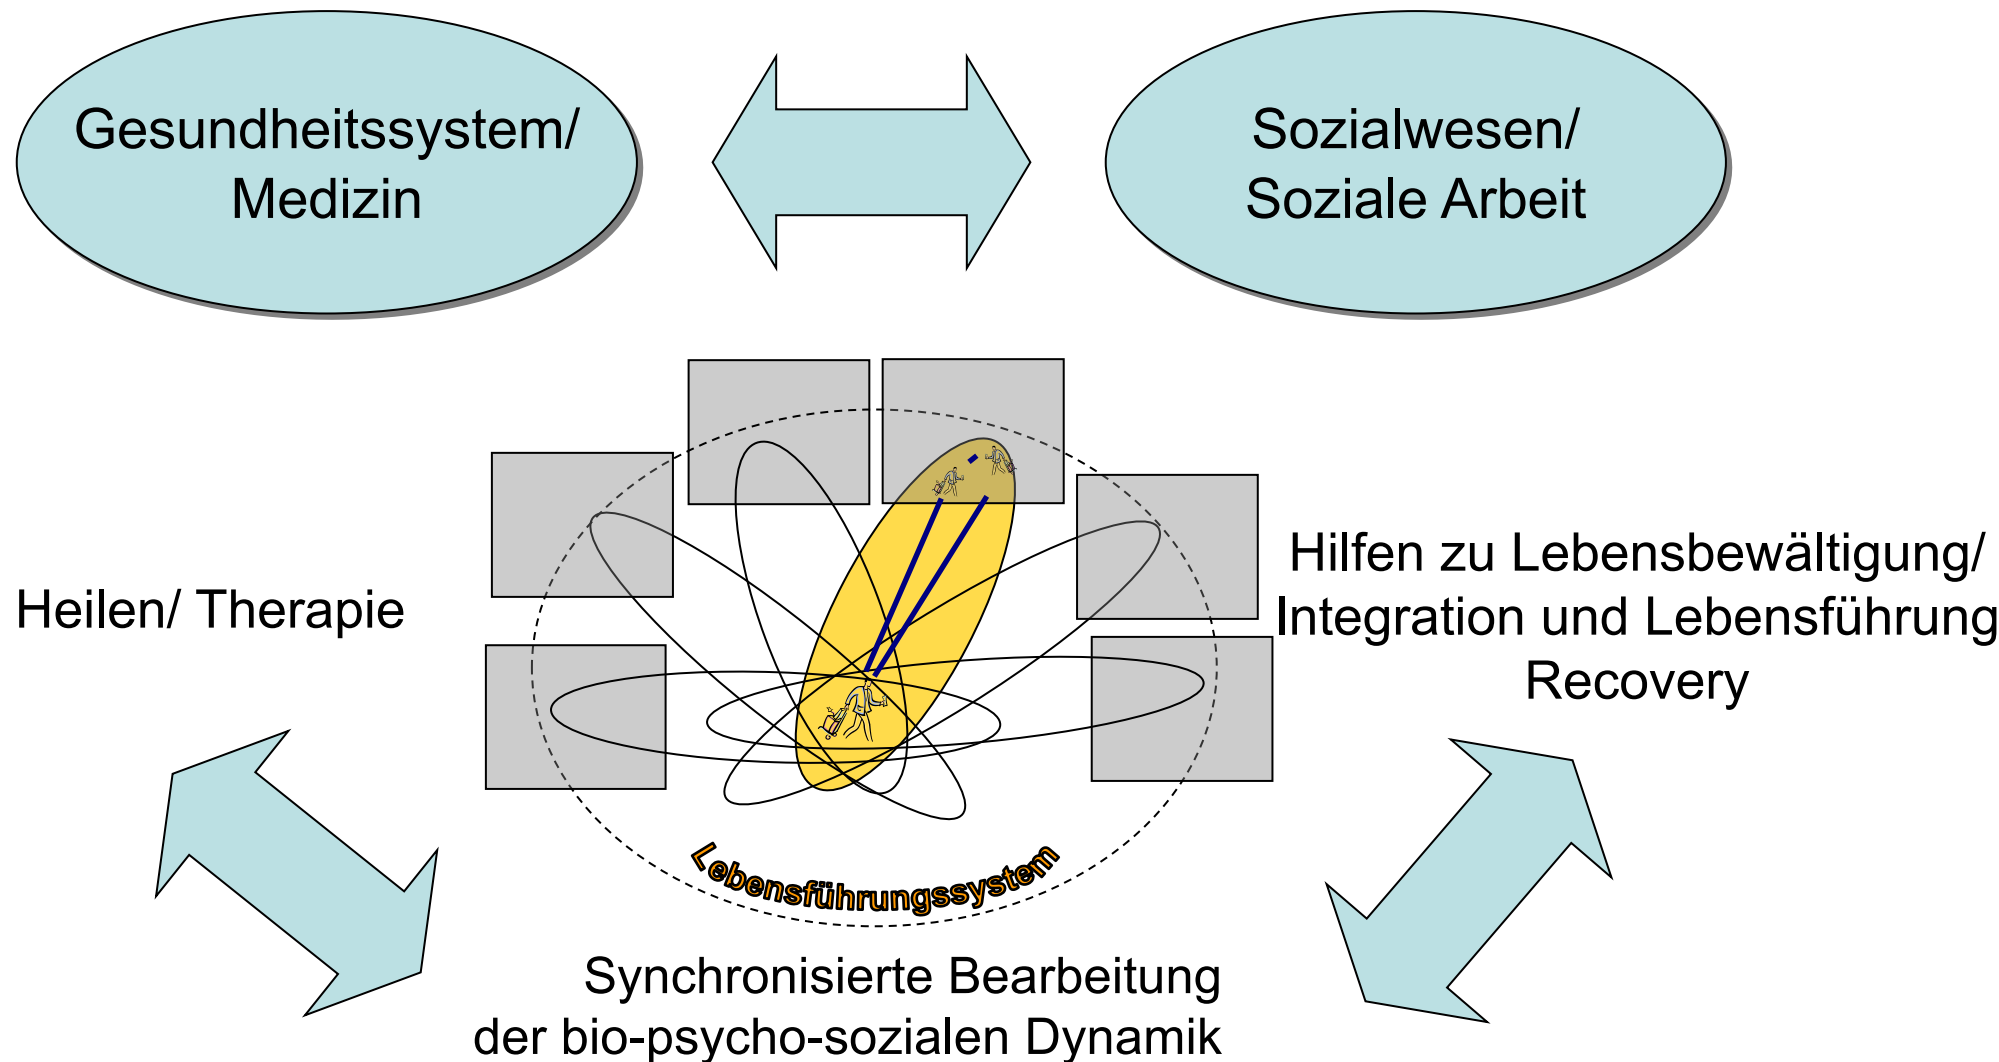 Gesundheitssystem/
Medizin
Sozialwesen/
Soziale Arbeit
Heilen/ Therapie
Hilfen zu Lebensbewältigung/
Integration und Lebensführung
Recovery
Lebensführungssystem
Synchronisierte Bearbeitung
der bio-psycho-sozialen Dynamik